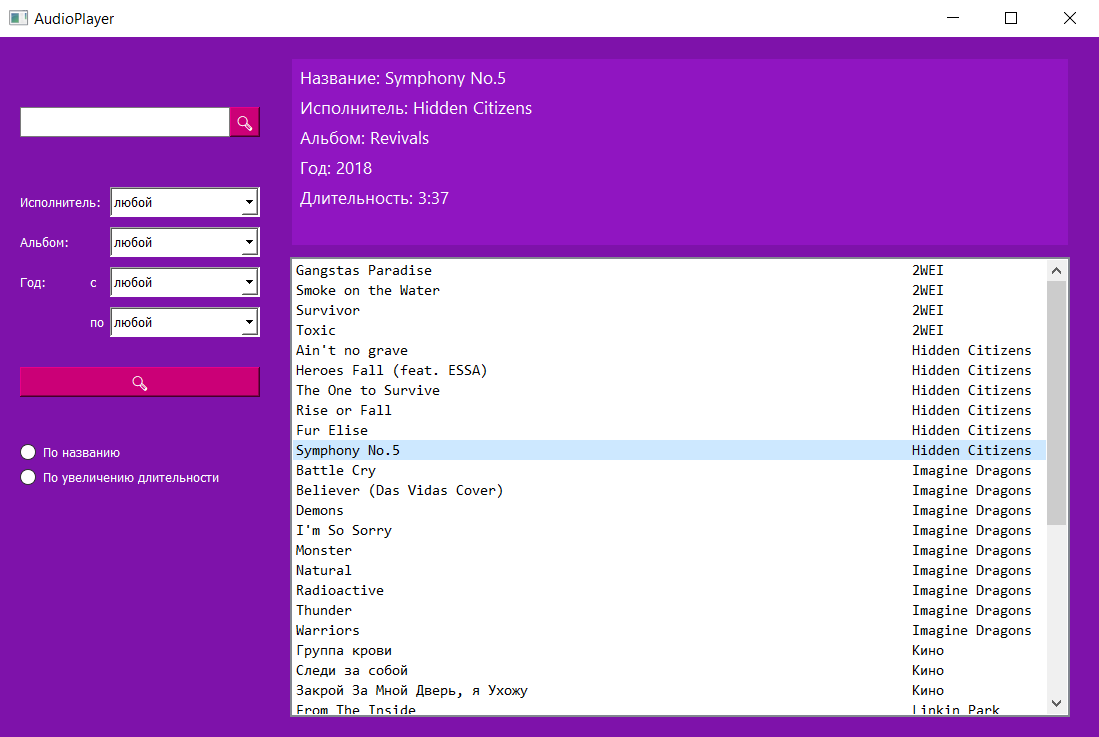 AudioPlayer
Название: Symphony No.5
Исполнитель: Hidden Citizens
Альбом: Revivals
Год: 2018
Длительность: 3:37
Исполнитель: любой
Альбом: любой
Год: с любой
по любой
По названию
По увеличению длительности
Gangstas Paradise 2WEI
Smoke on the Water 2WEI
Survivor 2WEI
Toxic 2WEI
Ain't no grave Hidden Citizens
Heroes Fall (feat. ESSA) Hidden Citizens
The One to Survive Hidden Citizens
Rise or Fall Hidden Citizens
Fur Elise Hidden Citizens
Symphony No.5 Hidden Citizens
Battle Cry Imagine Dragons
Believer (Das Vidas Cover) Imagine Dragons
Demons Imagine Dragons
I'm So Sorry Imagine Dragons
Monster Imagine Dragons
Natural Imagine Dragons
Radioactive Imagine Dragons
Thunder Imagine Dragons
Warriors Imagine Dragons
Группа крови Кино
Следи за собой Кино
Закрой За Мной Дверь, я Ухожу Кино
From The Inside Linkin Park